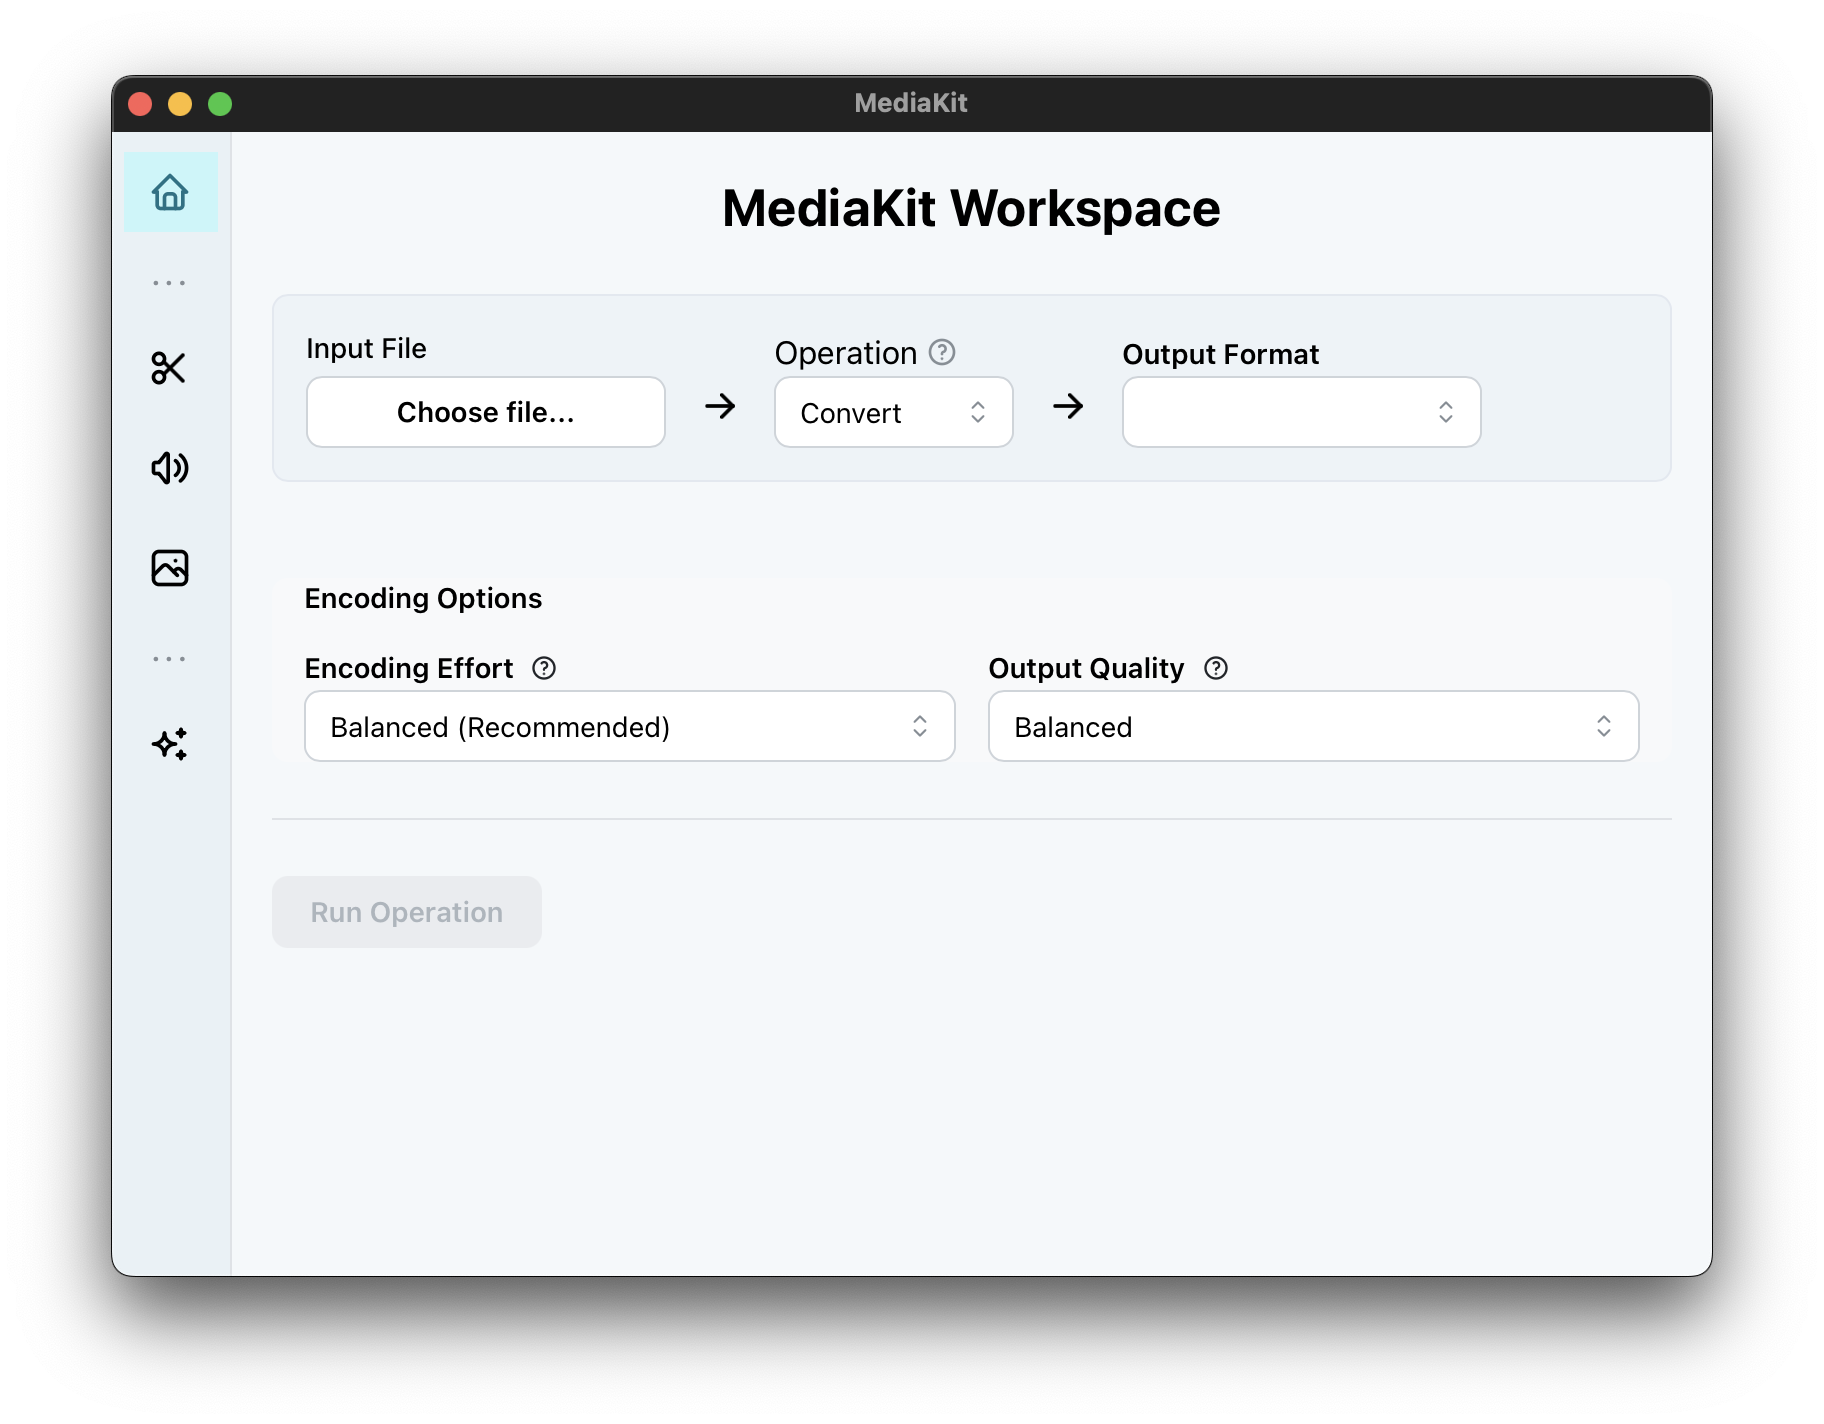 MediaKit
MediaKit Workspace
Input File
Operation
Output Format
Choose file...
Convert
Encoding Options
Encoding Effort
Output Quality
Balanced (Recommended)
Balanced
Run Operation